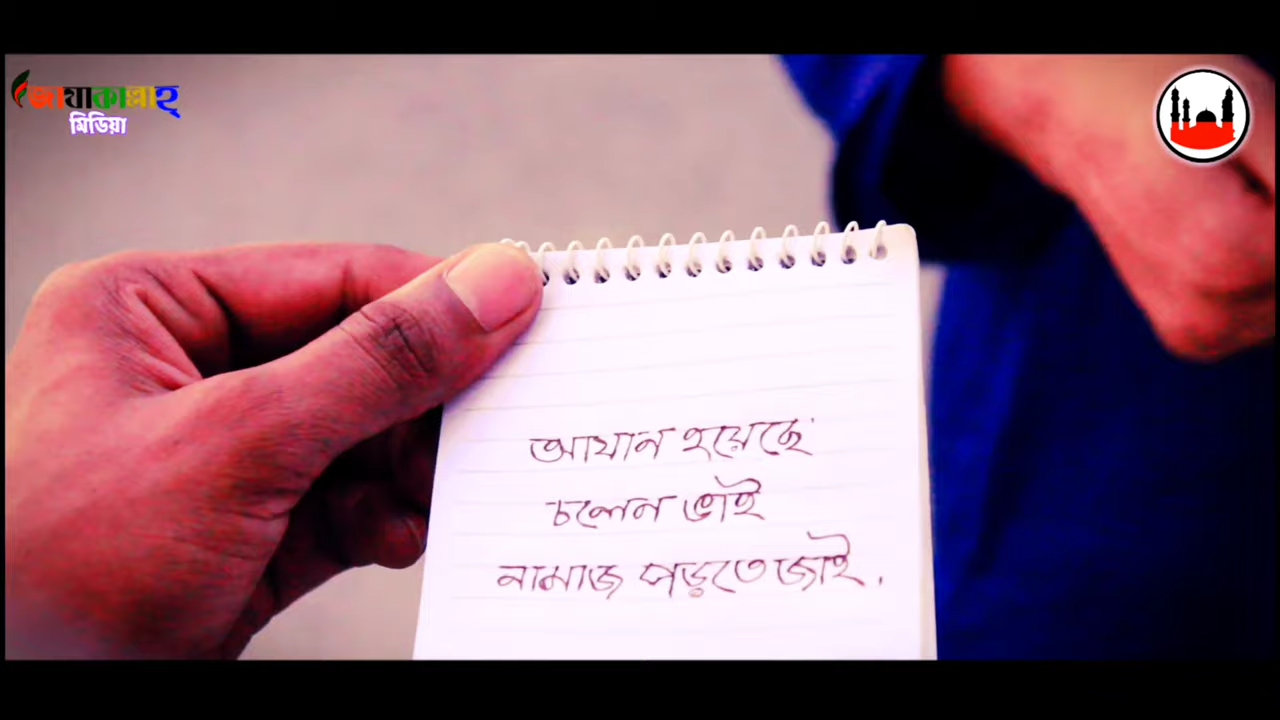 জাযাকাল্লাহ্
মিডিয়া
আযান হয়েছে
চলেন ভাই
নামাজ পড়তে জাই.